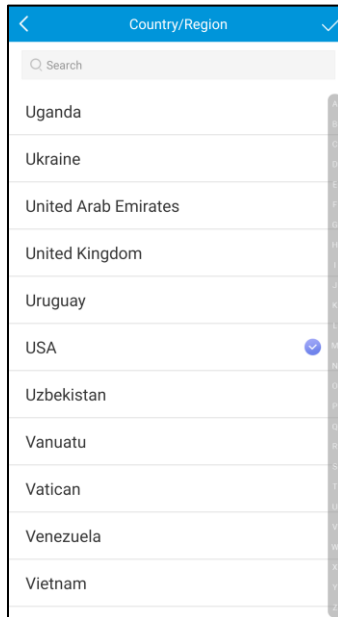 Country/Region
Search
Uganda
Ukraine
United Arab Emirates
United Kingdom
Uruguay
USA
Uzbekistan
Vanuatu
Vatican
Venezuela
Vietnam
A
B
C
D
E
F
G
H
I
J
K
L
M
N
O
P
Q
R
S
T
U
V
W
X
Y
Z